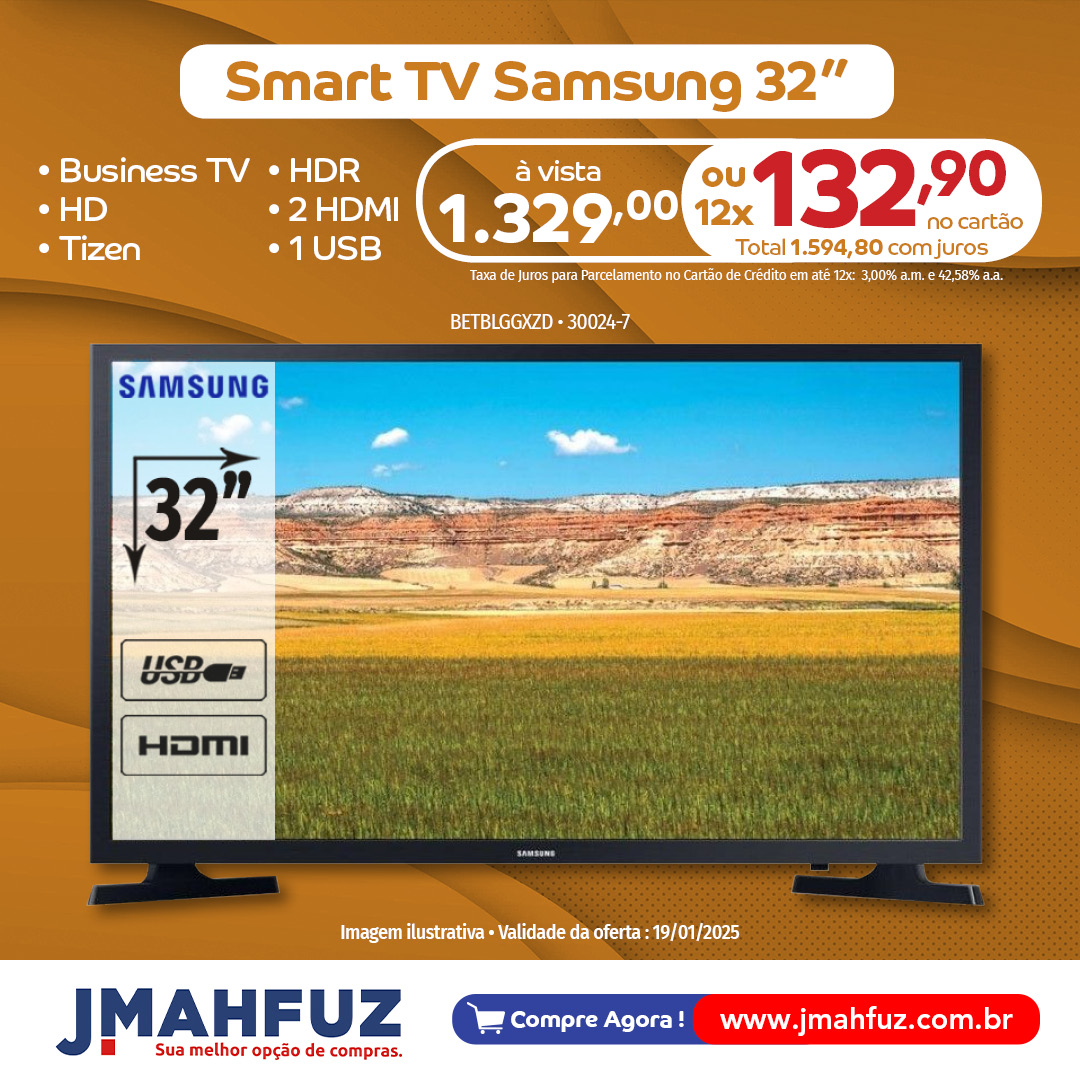 Smart TV Samsung 32”
• Business TV
• HD
• Tizen
• HDR
• 2 HDMI
• 1 USB
à vista
1.329,00
ou
12x
132,90
no cartão
Total 1.594,80 com juros
Taxa de Juros para Parcelamento no Cartão de Crédito em até 12x: 3,00% a.m. e 42,58% a.a.
BETBLGGXZD • 30024-7
SAMSUNG
32”
USB
HDMI
SAMSUNG
Imagem ilustrativa • Validade da oferta : 19/01/2025
JMAHFUZ
Sua melhor opção de compras.
Compre Agora !
www.jmahfuz.com.br